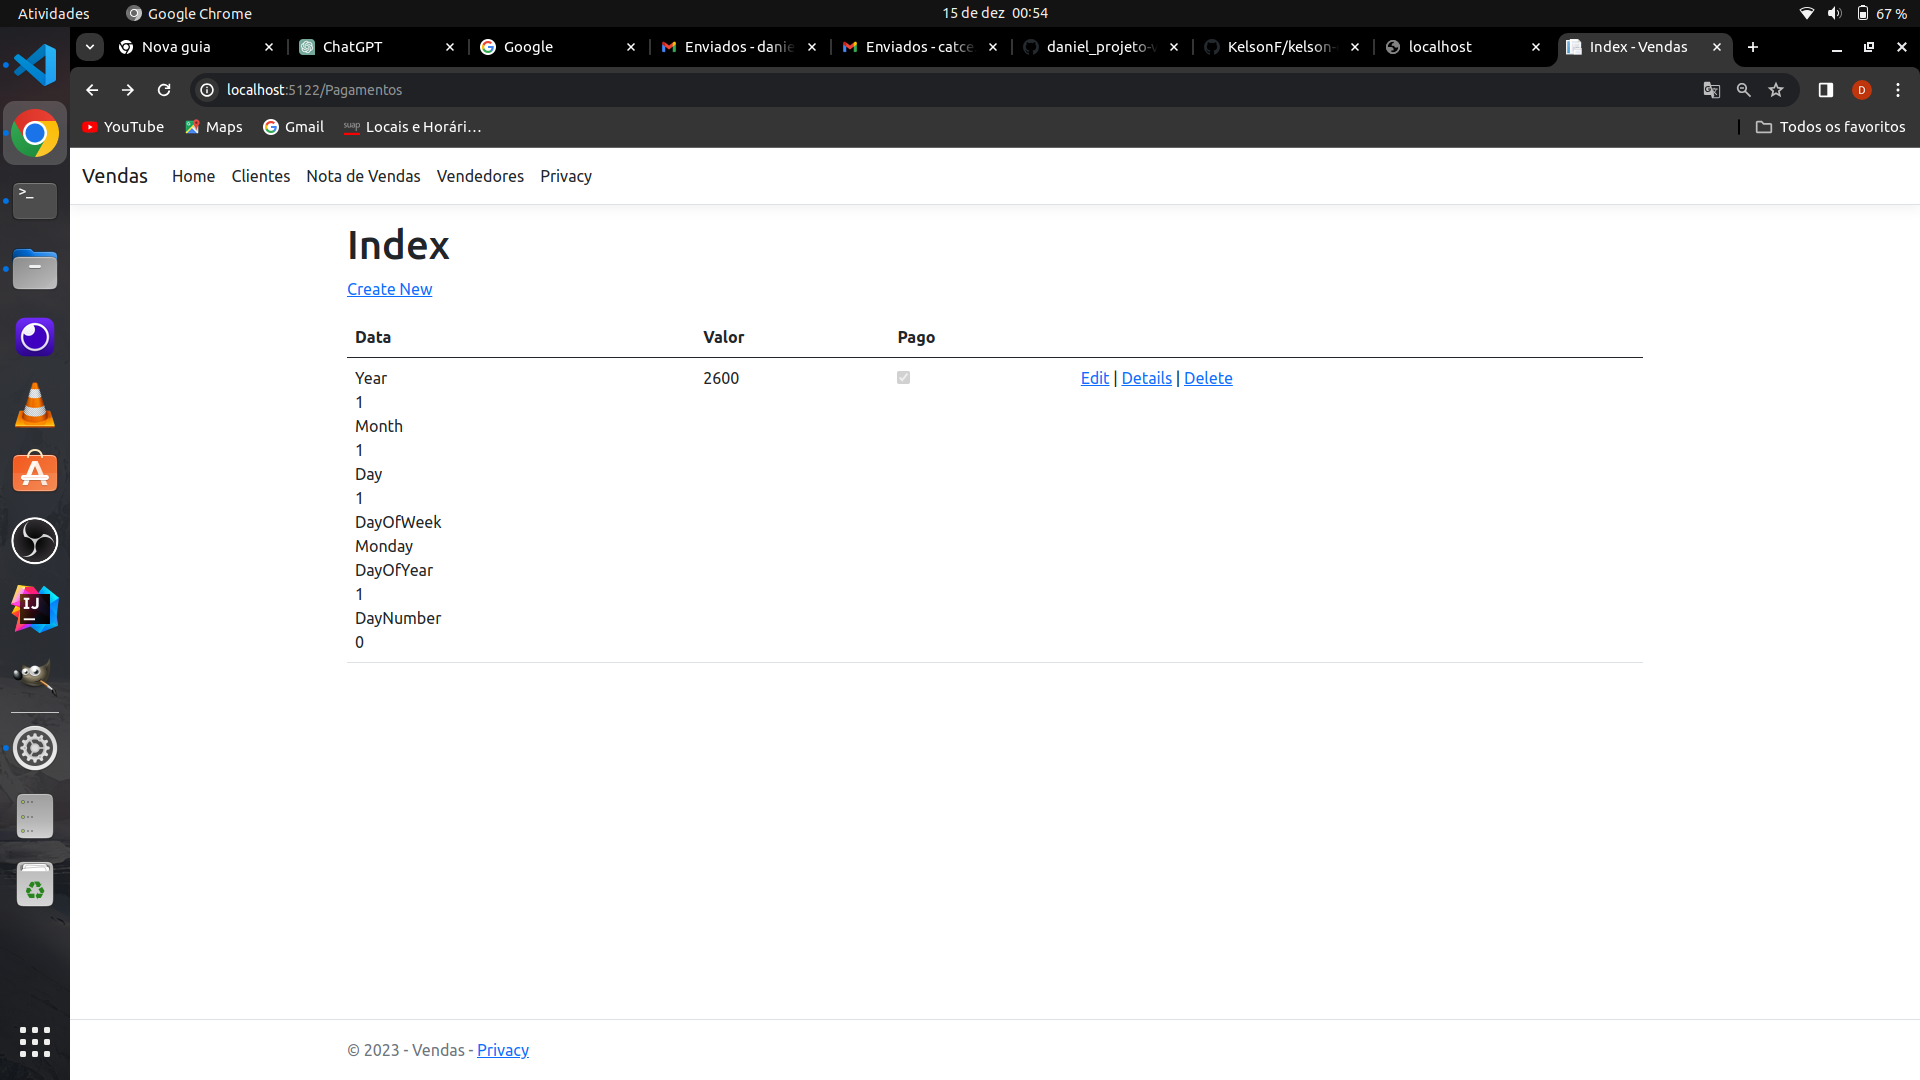 Atividades Google Chrome 15 de dez 00:54 67 %
Nova guia ChatGPT Google Enviados - danie Enviados - catce daniel_projeto-v KelsonF/kelson- localhost Index - Vendas
localhost:5122/Pagamentos D
YouTube Maps Gmail suap Locais e Horári... Todos os favoritos
Vendas Home Clientes Nota de Vendas Vendedores Privacy
Index
Create New
Data Valor Pago
Year 2600 Edit | Details | Delete
1
Month
1
Day
1
DayOfWeek
Monday
DayOfYear
1
DayNumber
0
© 2023 - Vendas - Privacy
IJ